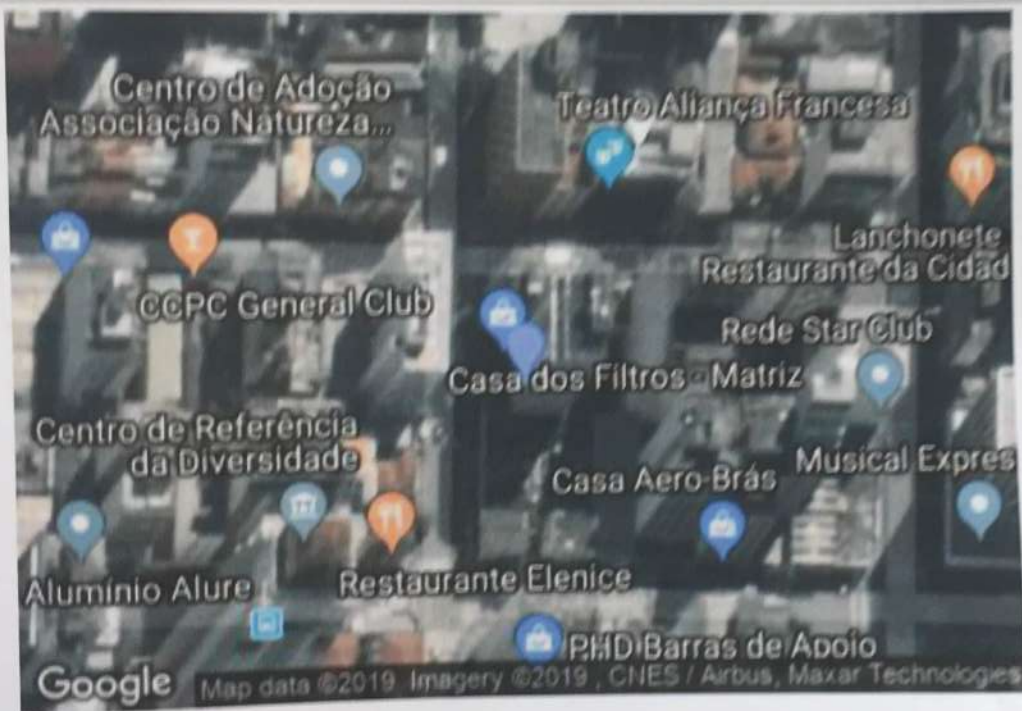 Centro de Adoção
Associação Natureza...
Teatro Aliança Francesa
Lanchonete
Restaurante da Cidad
CCPC General Club
Rede Star Club
Casa dos Filtros - Matriz
Centro de Referência
da Diversidade
Casa Aero Brás
Musical Expres
Alumínio Alure
Restaurante Elenice
PHD Barras de Apoio
Google
Map data ©2019 Imagery ©2019 , CNES / Airbus, Maxar Technologies